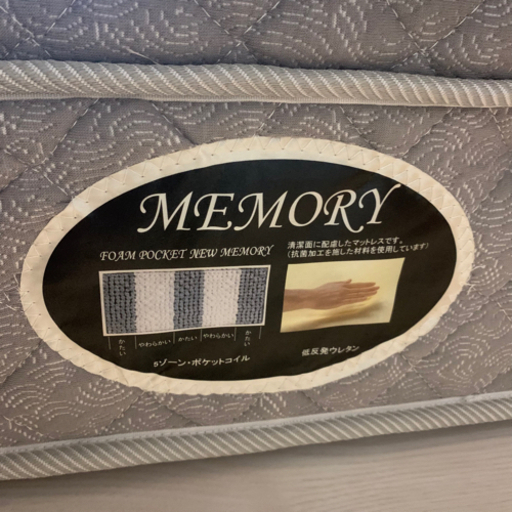 MEMORY
FOAM POCKET NEW MEMORY
清潔面に配慮したマットレスです。
(抗菌加工を施した材料を使用しています)
かたい やわらかい かたい やわらかい かたい
5ゾーン・ポケットコイル
低反発ウレタン